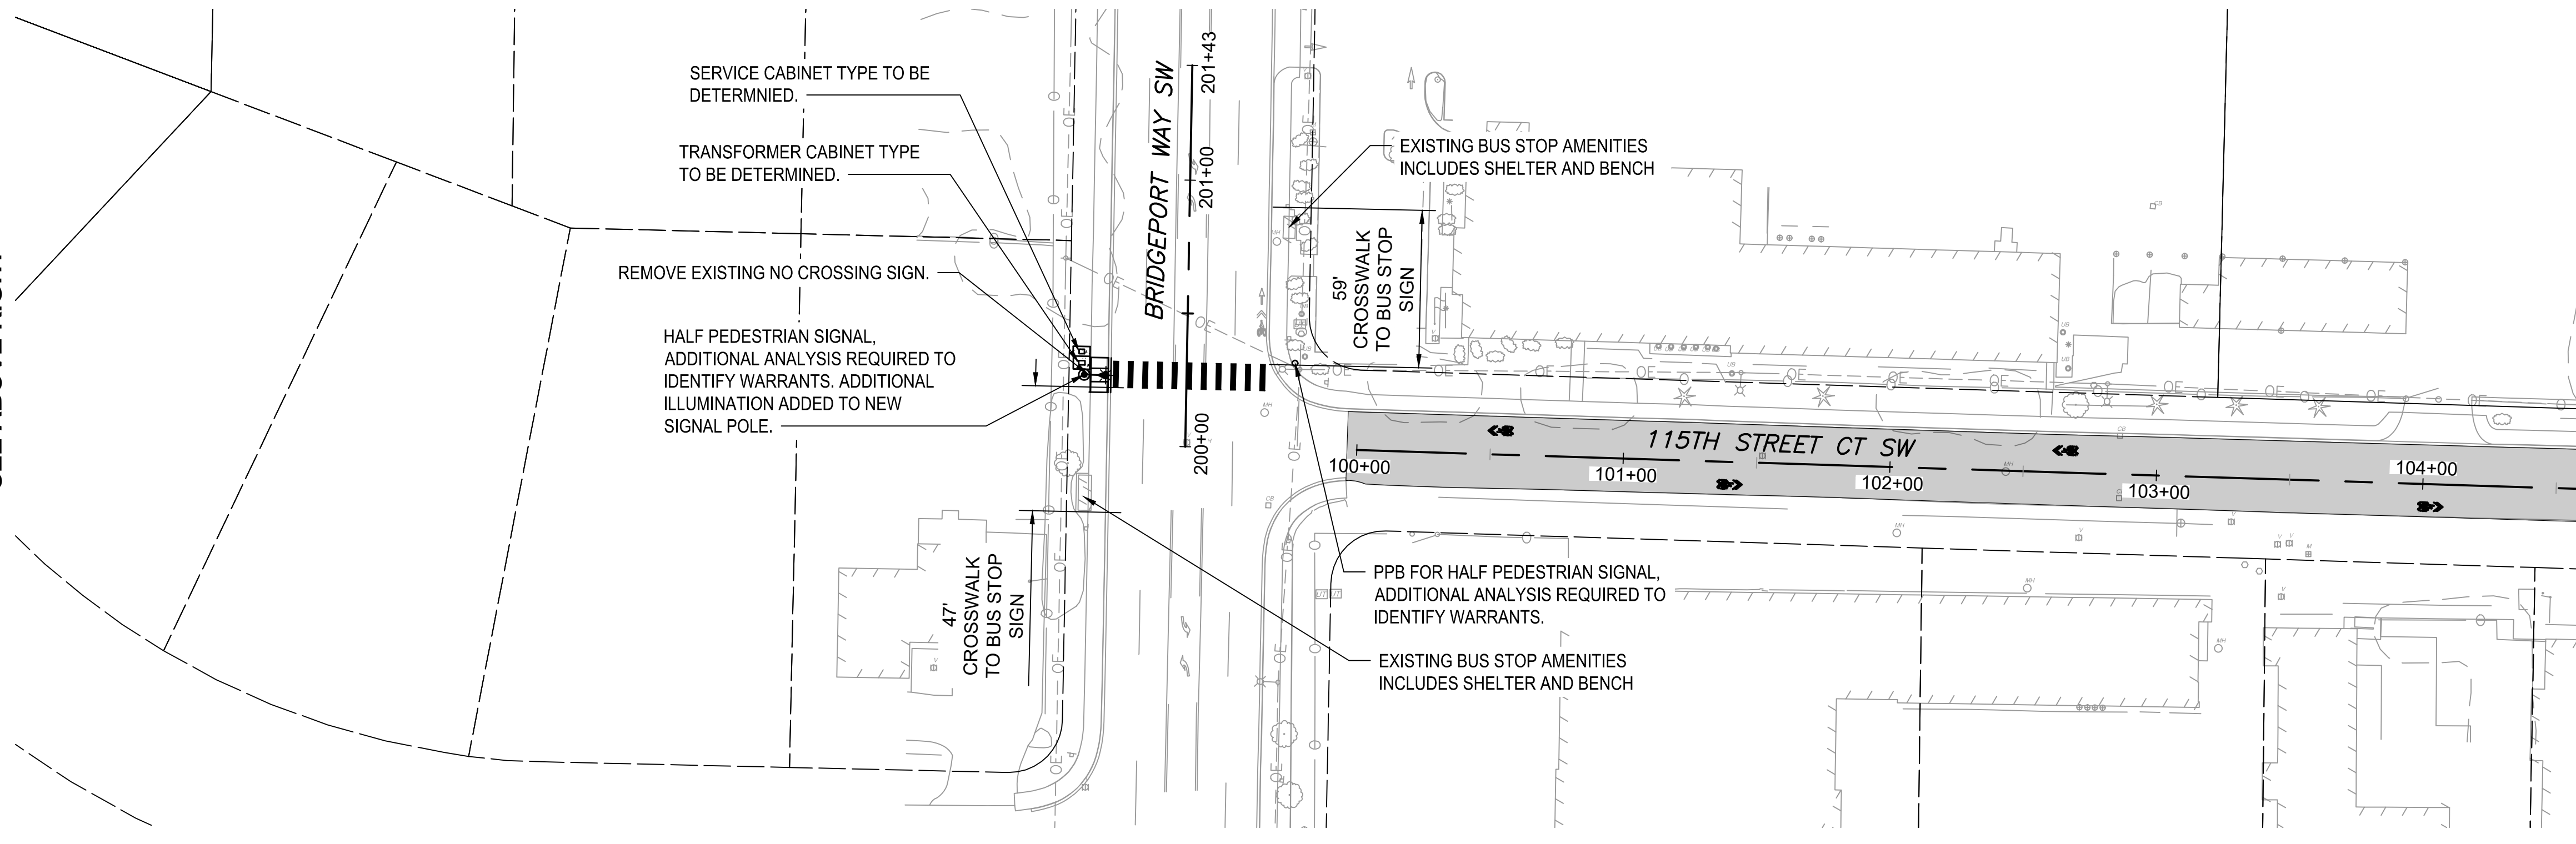 SERVICE CABINET TYPE TO BE
DETERMNIED.
TRANSFORMER CABINET TYPE
TO BE DETERMINED.
REMOVE EXISTING NO CROSSING SIGN.
HALF PEDESTRIAN SIGNAL,
ADDITIONAL ANALYSIS REQUIRED TO
IDENTIFY WARRANTS. ADDITIONAL
ILLUMINATION ADDED TO NEW
SIGNAL POLE.
BRIDGEPORT WAY SW
201+43
201+00
200+00
EXISTING BUS STOP AMENITIES
INCLUDES SHELTER AND BENCH
59'
CROSSWALK
TO BUS STOP
SIGN
47'
CROSSWALK
TO BUS STOP
SIGN
115TH STREET CT SW
100+00
101+00
102+00
103+00
104+00
PPB FOR HALF PEDESTRIAN SIGNAL,
ADDITIONAL ANALYSIS REQUIRED TO
IDENTIFY WARRANTS.
EXISTING BUS STOP AMENITIES
INCLUDES SHELTER AND BENCH